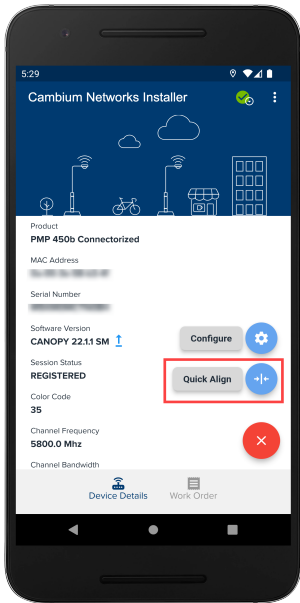 5:29
Cambium Networks Installer
Product
PMP 450b Connectorized
MAC Address
Serial Number
Software Version
CANOPY 22.1.1 SM
Configure
Session Status
REGISTERED
Quick Align
Color Code
35
Channel Frequency
5800.0 Mhz
Channel Bandwidth
Device Details
Work Order